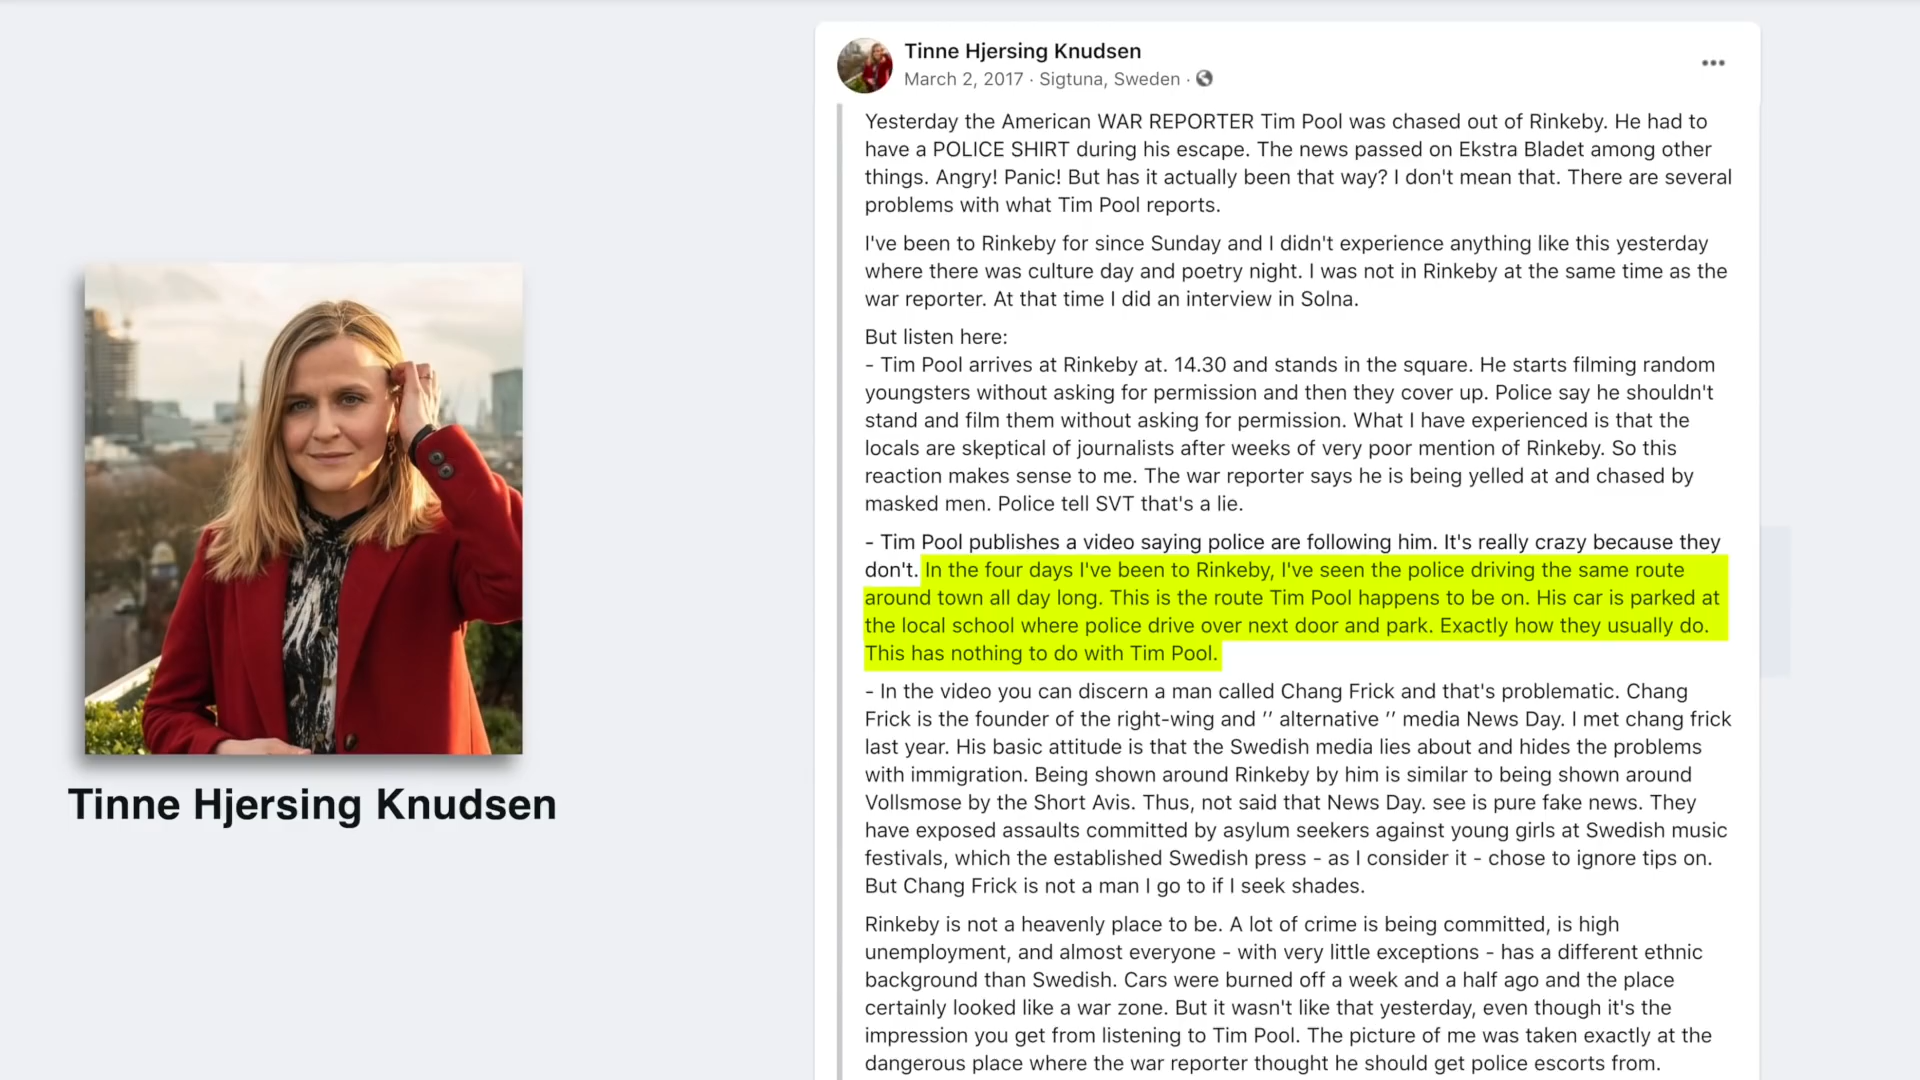 Tinne Hjersing Knudsen
March 2, 2017 · Sigtuna, Sweden ·
Yesterday the American WAR REPORTER Tim Pool was chased out of Rinkeby. He had to
have a POLICE SHIRT during his escape. The news passed on Ekstra Bladet among other
things. Angry! Panic! But has it actually been that way? I don't mean that. There are several
problems with what Tim Pool reports.
I've been to Rinkeby for since Sunday and I didn't experience anything like this yesterday
where there was culture day and poetry night. I was not in Rinkeby at the same time as the
war reporter. At that time I did an interview in Solna.
But listen here:
- Tim Pool arrives at Rinkeby at. 14.30 and stands in the square. He starts filming random
youngsters without asking for permission and then they cover up. Police say he shouldn't
stand and film them without asking for permission. What I have experienced is that the
locals are skeptical of journalists after weeks of very poor mention of Rinkeby. So this
reaction makes sense to me. The war reporter says he is being yelled at and chased by
masked men. Police tell SVT that's a lie.
- Tim Pool publishes a video saying police are following him. It's really crazy because they
don't. In the four days I've been to Rinkeby, I've seen the police driving the same route
around town all day long. This is the route Tim Pool happens to be on. His car is parked at
the local school where police drive over next door and park. Exactly how they usually do.
This has nothing to do with Tim Pool.
- In the video you can discern a man called Chang Frick and that's problematic. Chang
Frick is the founder of the right-wing and ’’ alternative ’’ media News Day. I met chang frick
last year. His basic attitude is that the Swedish media lies about and hides the problems
with immigration. Being shown around Rinkeby by him is similar to being shown around
Vollsmose by the Short Avis. Thus, not said that News Day. see is pure fake news. They
have exposed assaults committed by asylum seekers against young girls at Swedish music
festivals, which the established Swedish press - as I consider it - chose to ignore tips on.
But Chang Frick is not a man I go to if I seek shades.
Rinkeby is not a heavenly place to be. A lot of crime is being committed, is high
unemployment, and almost everyone - with very little exceptions - has a different ethnic
background than Swedish. Cars were burned off a week and a half ago and the place
certainly looked like a war zone. But it wasn't like that yesterday, even though it's the
impression you get from listening to Tim Pool. The picture of me was taken exactly at the
dangerous place where the war reporter thought he should get police escorts from.
Tinne Hjersing Knudsen